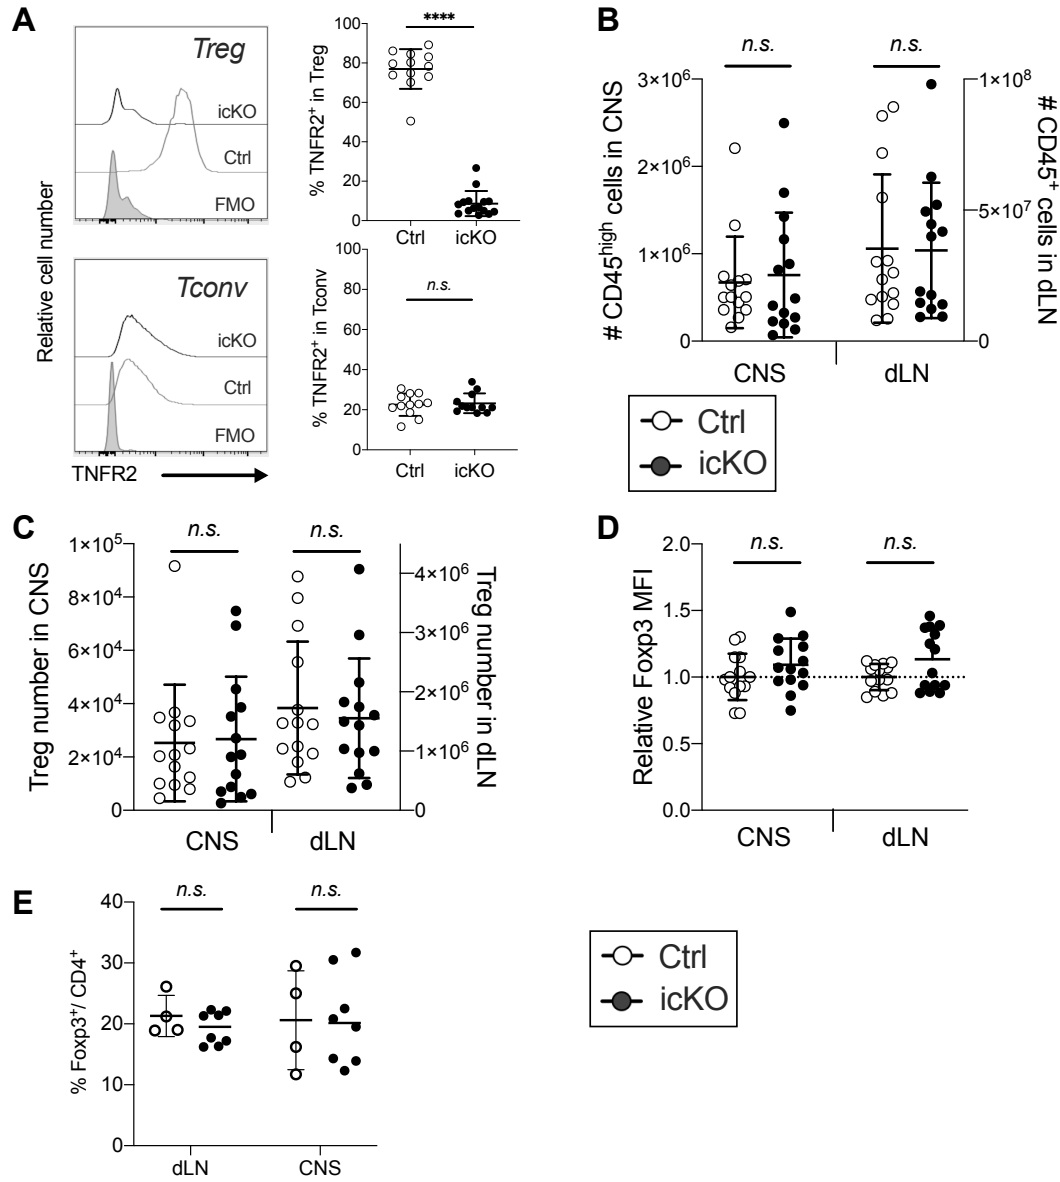 A
Relative cell number
Treg
icKO
Ctrl
FMO
Tconv
icKO
Ctrl
FMO
TNFR2
% TNFR2⁺ in Treg
100
80
60
40
20
0
****
Ctrl
icKO
% TNFR2⁺ in Tconv
100
80
60
40
20
0
n.s.
Ctrl
icKO
B
# CD45ʰⁱᵍʰ cells in CNS
3×10⁶
2×10⁶
1×10⁶
0
n.s.
n.s.
1×10⁸
5×10⁷
0
# CD45⁺ cells in dLN
CNS
dLN
Ctrl
icKO
C
Treg number in CNS
1×10⁵
8×10⁴
6×10⁴
4×10⁴
2×10⁴
0
n.s.
n.s.
4×10⁶
3×10⁶
2×10⁶
1×10⁶
0
Treg number in dLN
CNS
dLN
D
Relative Foxp3 MFI
2.0
1.5
1.0
0.5
0.0
n.s.
n.s.
CNS
dLN
E
% Foxp3⁺/ CD4⁺
40
30
20
10
0
n.s.
n.s.
dLN
CNS
Ctrl
icKO